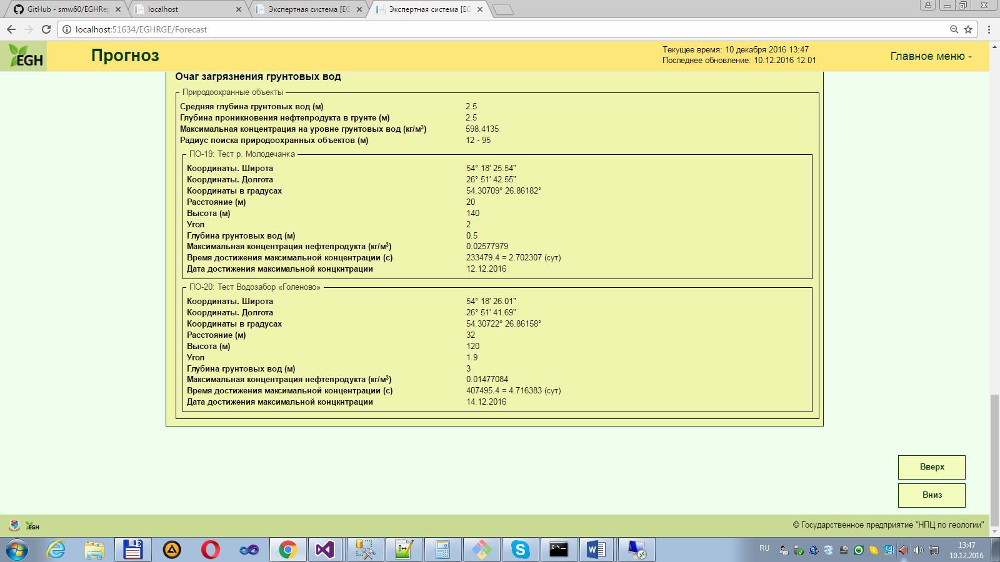 GitHub - smw60/EGHRep
localhost
Экспертная система [EG
Экспертная система [EG
localhost:51634/EGHRGE/Forecast
EGH
Прогноз
Текущее время: 10 декабря 2016 13:47
Последнее обновление: 10.12.2016 12:01
Главное меню
Очаг загрязнения грунтовых вод
Природоохранные объекты
Средняя глубина грунтовых вод (м) 2.5
Глубина проникновения нефтепродукта в грунте (м) 2.5
Максимальная концентрация на уровне грунтовых вод (кг/м³) 598.4135
Радиус поиска природоохранных объектов (м) 12 - 95
ПО-19: Тест р. Молодечанка
Координаты. Широта 54° 18' 25.54"
Координаты. Долгота 26° 51' 42.55"
Координаты в градусах 54.30709° 26.86182°
Расстояние (м) 20
Высота (м) 140
Угол 2
Глубина грунтовых вод (м) 0.5
Максимальная концентрация нефтепродукта (кг/м³) 0.02577979
Время достижения максимальной концентрации (с) 233479.4 = 2.702307 (сут)
Дата достижения максимальной концкнтрации 12.12.2016
ПО-20: Тест Водозабор «Голеново»
Координаты. Широта 54° 18' 26.01"
Координаты. Долгота 26° 51' 41.69"
Координаты в градусах 54.30722° 26.86158°
Расстояние (м) 32
Высота (м) 120
Угол 1.9
Глубина грунтовых вод (м) 3
Максимальная концентрация нефтепродукта (кг/м³) 0.01477084
Время достижения максимальной концентрации (с) 407495.4 = 4.716383 (сут)
Дата достижения максимальной концкнтрации 14.12.2016
Вверх
Вниз
EGH
© Государственное предприятие "НПЦ по геологии"
RU
13:47
10.12.2016